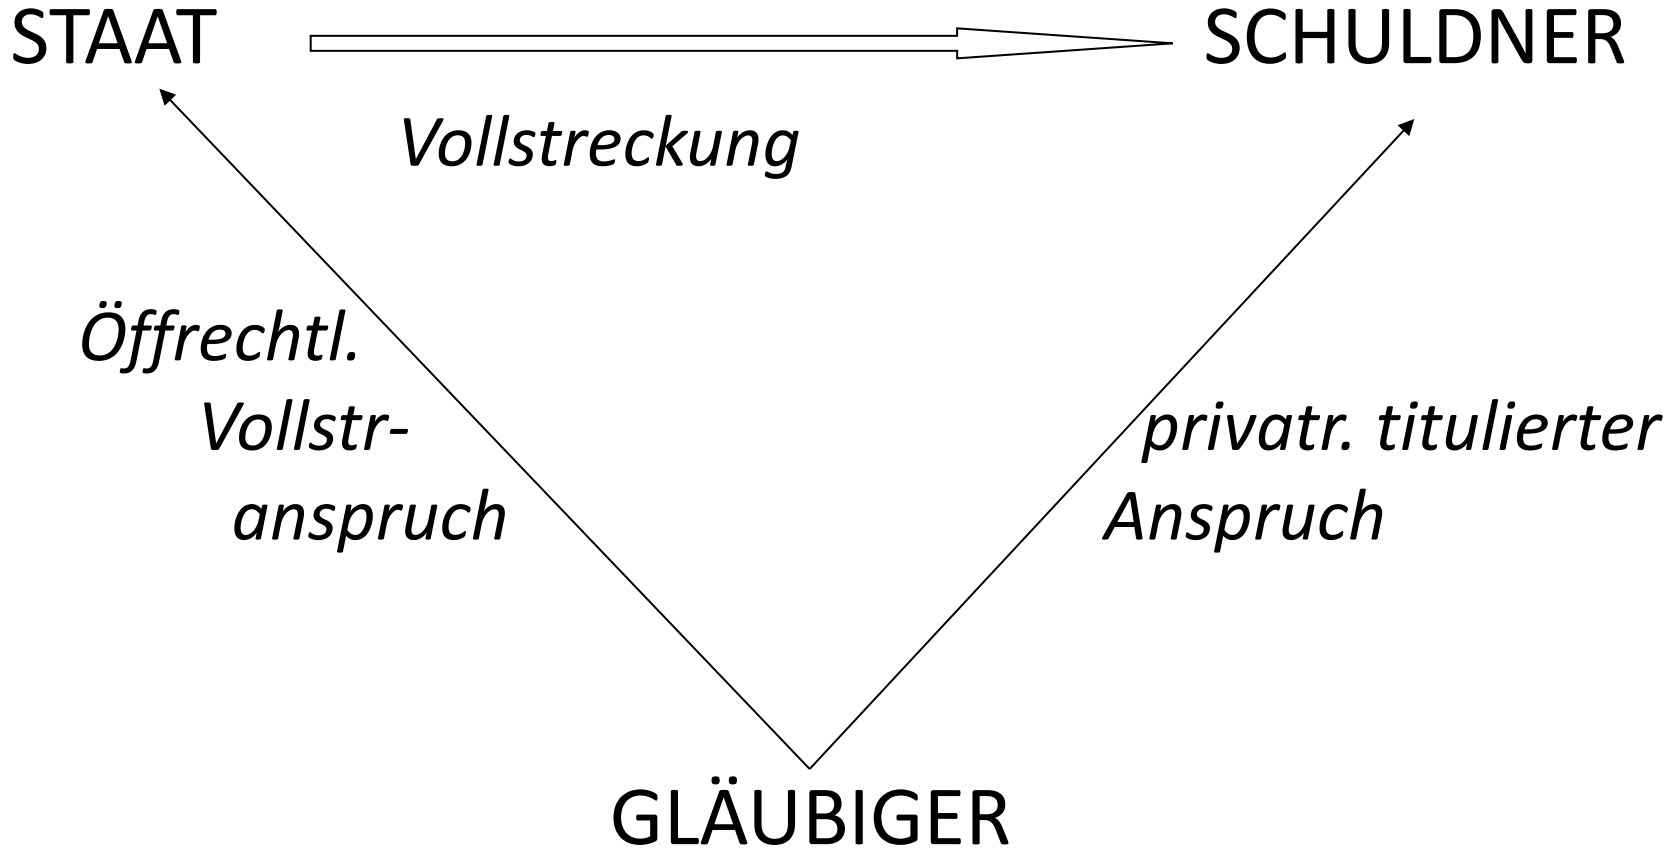 STAAT
SCHULDNER
Vollstreckung
Öffrechtl.
Vollstr-
anspruch
privatr. titulierter
Anspruch
GLÄUBIGER